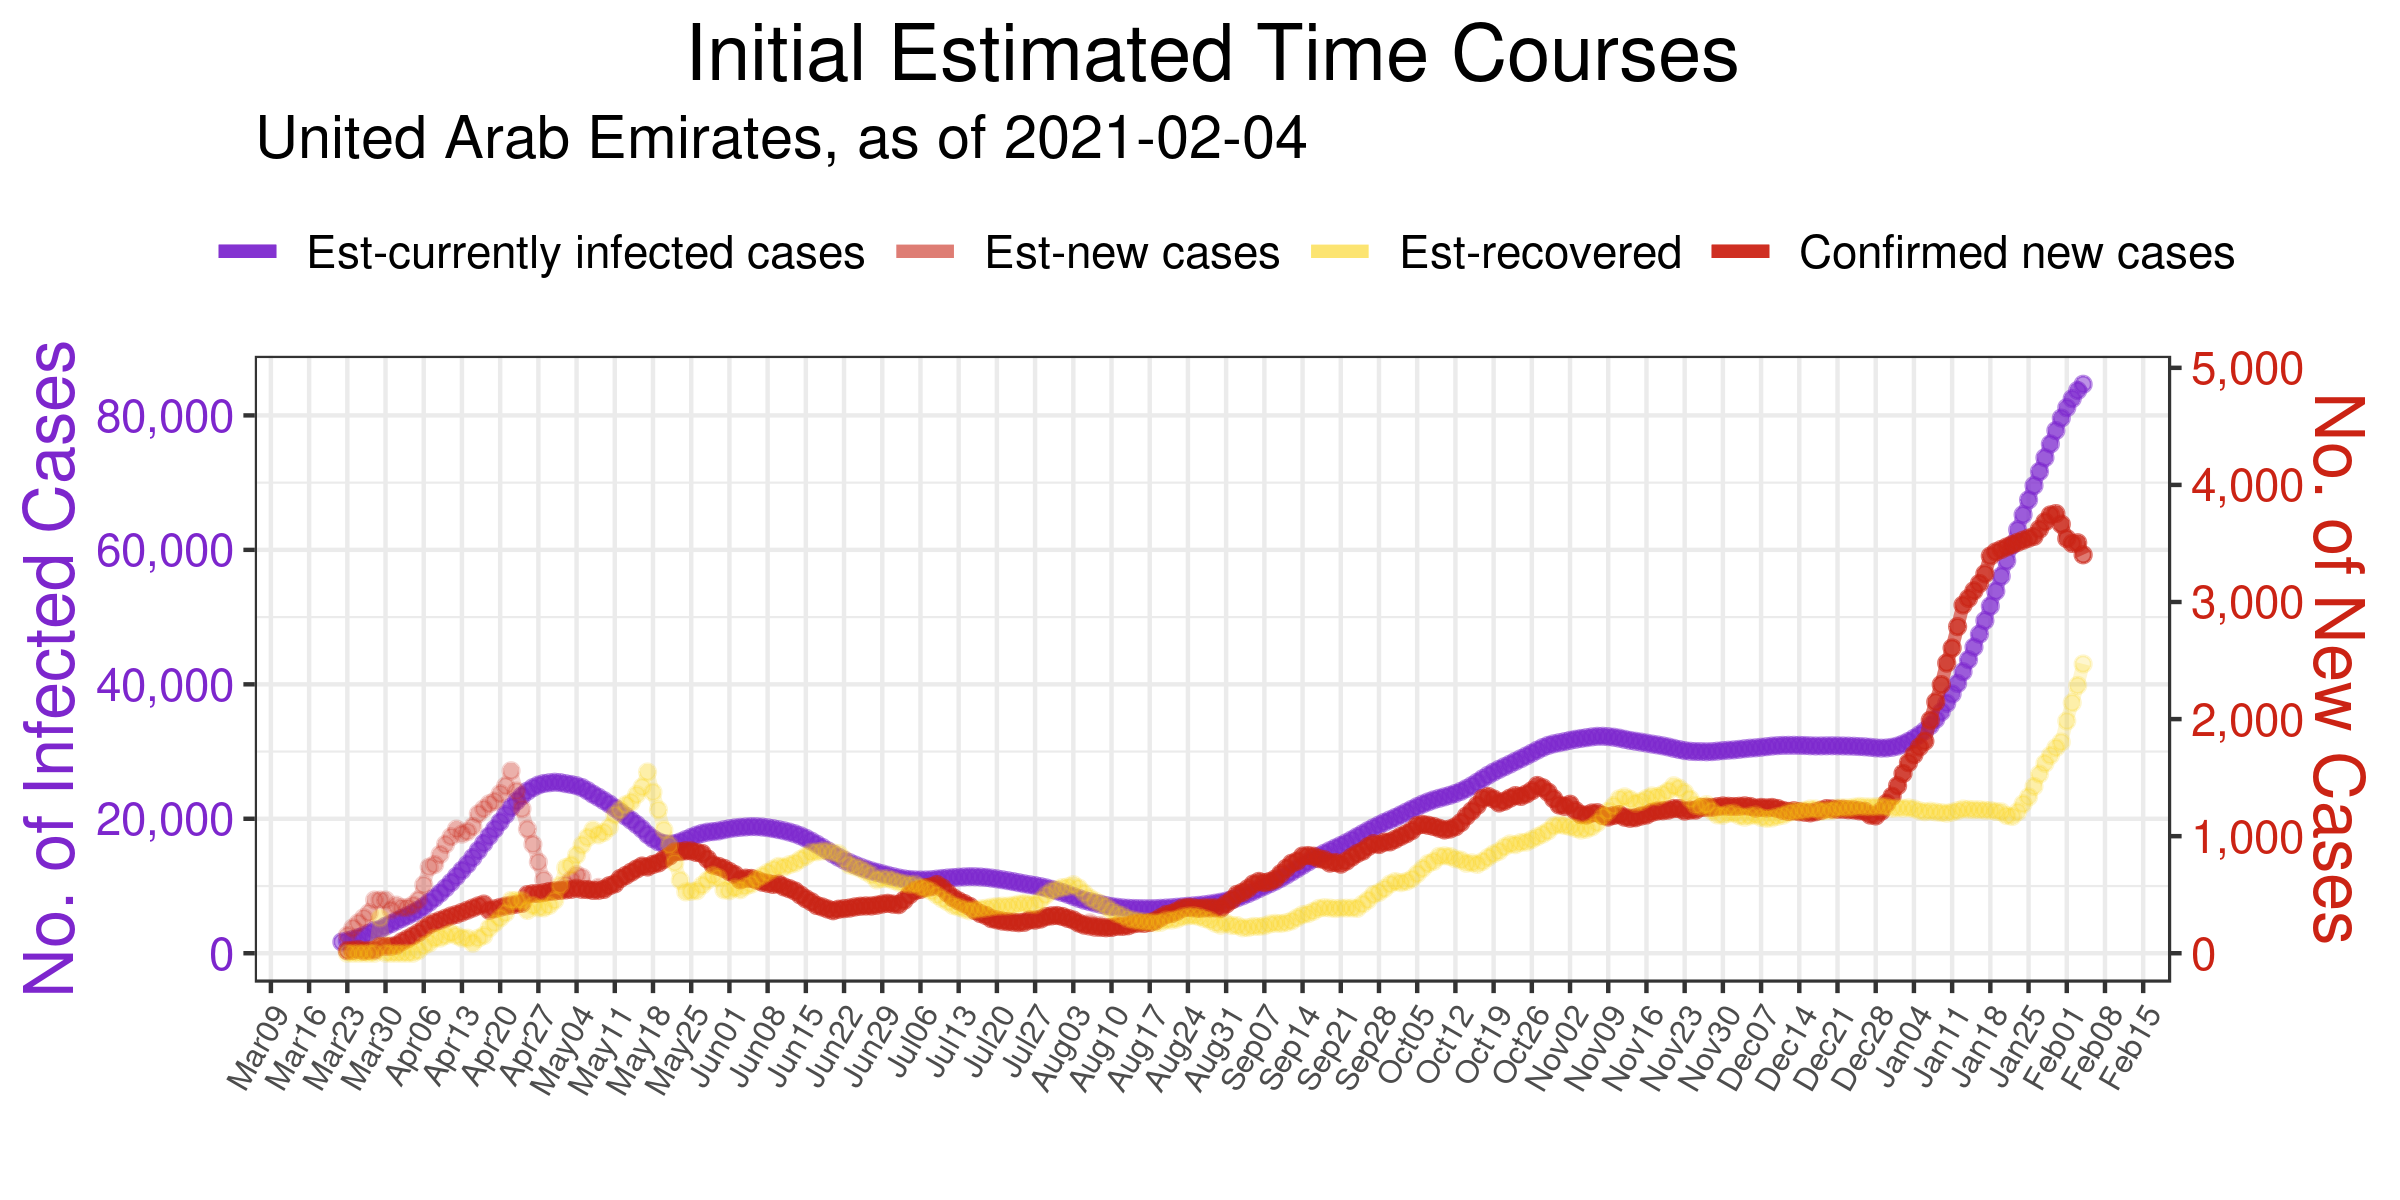 Initial Estimated Time Courses
United Arab Emirates, as of 2021-02-04
Est-currently infected cases Est-new cases Est-recovered Confirmed new cases
No. of Infected Cases
80,000
60,000
40,000
20,000
0
5,000
4,000
3,000
2,000
1,000
0
No. of New Cases
Mar09 Mar16 Mar23 Mar30 Apr06 Apr13 Apr20 Apr27 May04 May11 May18 May25 Jun01 Jun08 Jun15 Jun22 Jun29 Jul06 Jul13 Jul20 Jul27 Aug03 Aug10 Aug17 Aug24 Aug31 Sep07 Sep14 Sep21 Sep28 Oct05 Oct12 Oct19 Oct26 Nov02 Nov09 Nov16 Nov23 Nov30 Dec07 Dec14 Dec21 Dec28 Jan04 Jan11 Jan18 Jan25 Feb01 Feb08 Feb15